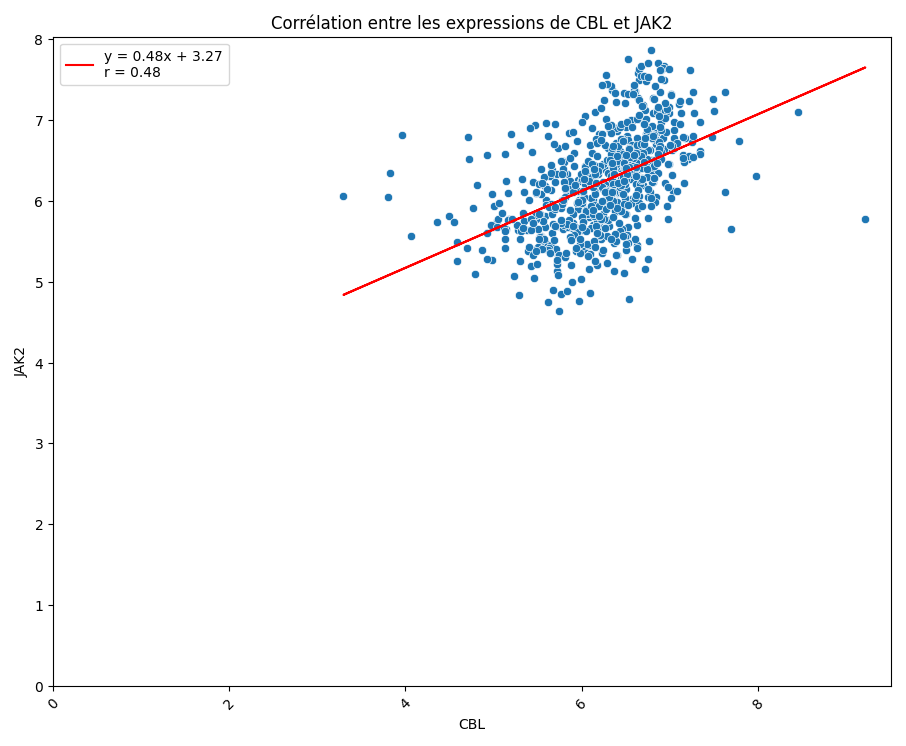 Corrélation entre les expressions de CBL et JAK2
y = 0.48x + 3.27
r = 0.48
8
7
6
5
4
3
2
1
0
JAK2
0 2 4 6 8
CBL